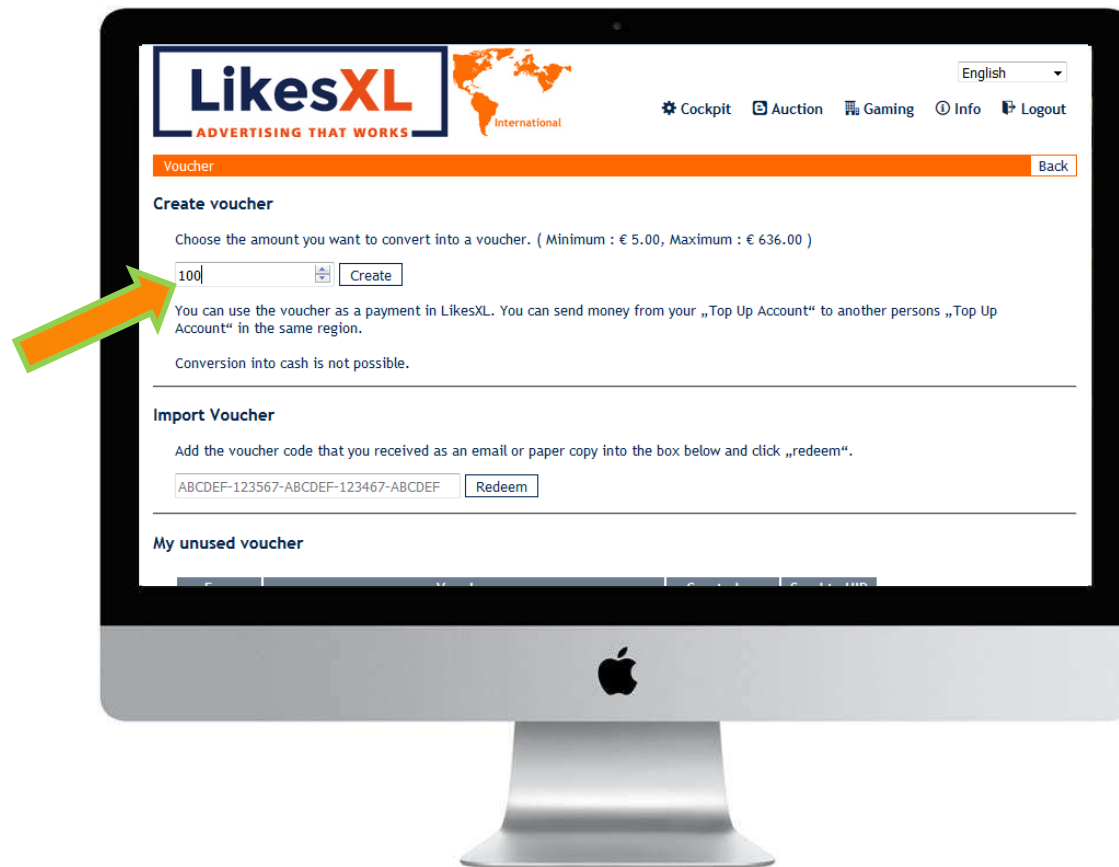 LikesXL
ADVERTISING THAT WORKS
International
English
Cockpit Auction Gaming Info Logout
Voucher Back
Create voucher
Choose the amount you want to convert into a voucher. ( Minimum : € 5.00, Maximum : € 636.00 )
100 Create
You can use the voucher as a payment in LikesXL. You can send money from your „Top Up Account“ to another persons „Top Up
Account“ in the same region.
Conversion into cash is not possible.
Import Voucher
Add the voucher code that you received as an email or paper copy into the box below and click „redeem“.
ABCDEF-123567-ABCDEF-123467-ABCDEF Redeem
My unused voucher